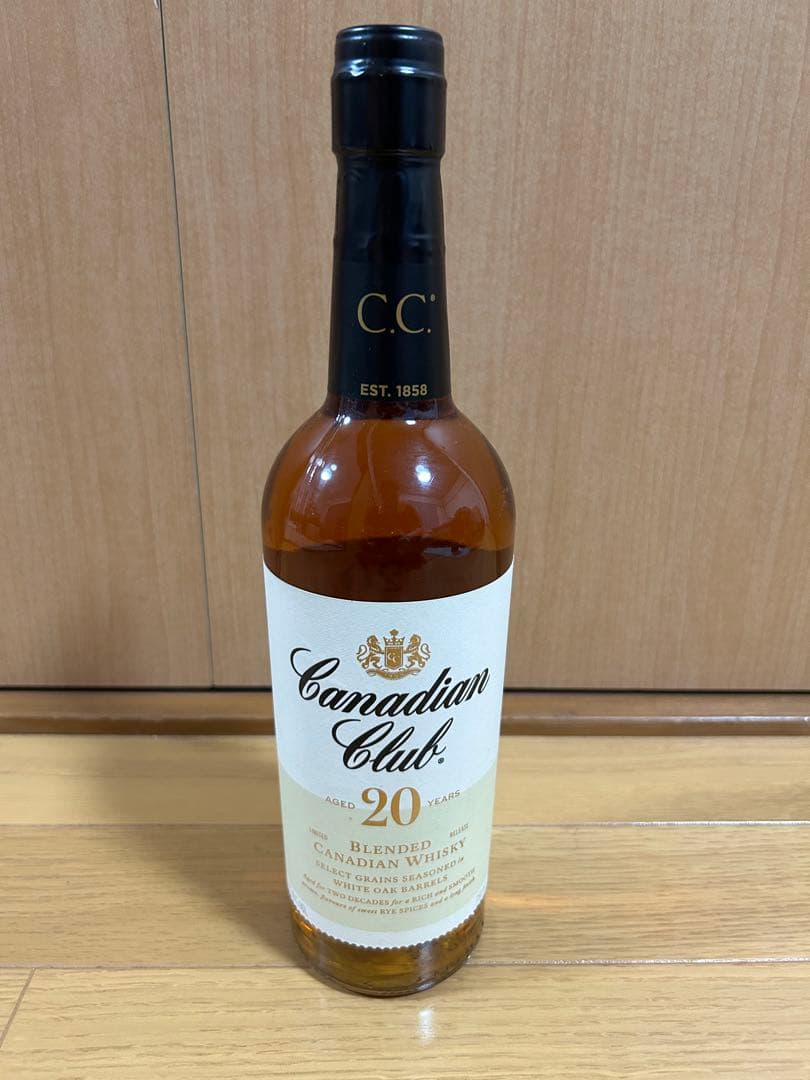 C.C.®
EST. 1858
Canadian
Club®
AGED 20 YEARS
LIMITED RELEASE
BLENDED
CANADIAN WHISKY
SELECT GRAINS SEASONED in
WHITE OAK BARRELS
Aged for TWO DECADES for a RICH and SMOOTH
flavours of sweet RYE SPICES and a long finish